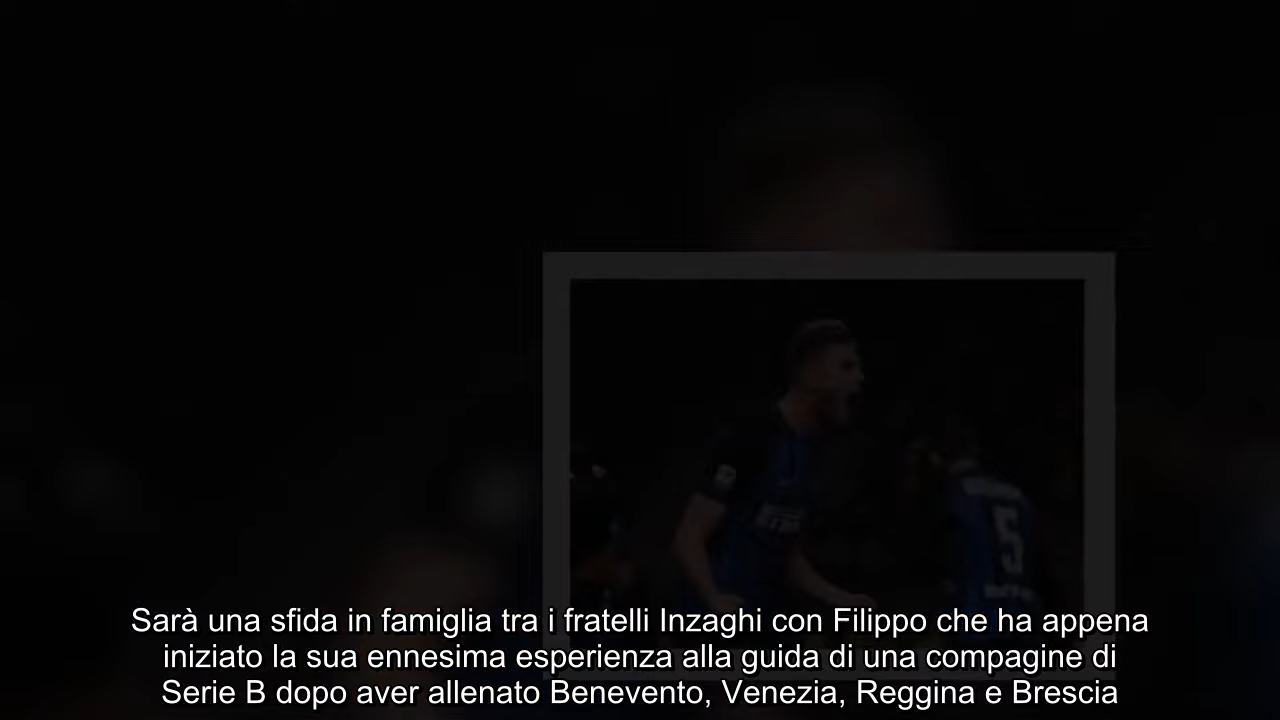 5
Sarà una sfida in famiglia tra i fratelli Inzaghi con Filippo che ha appena
iniziato la sua ennesima esperienza alla guida di una compagine di
Serie B dopo aver allenato Benevento, Venezia, Reggina e Brescia